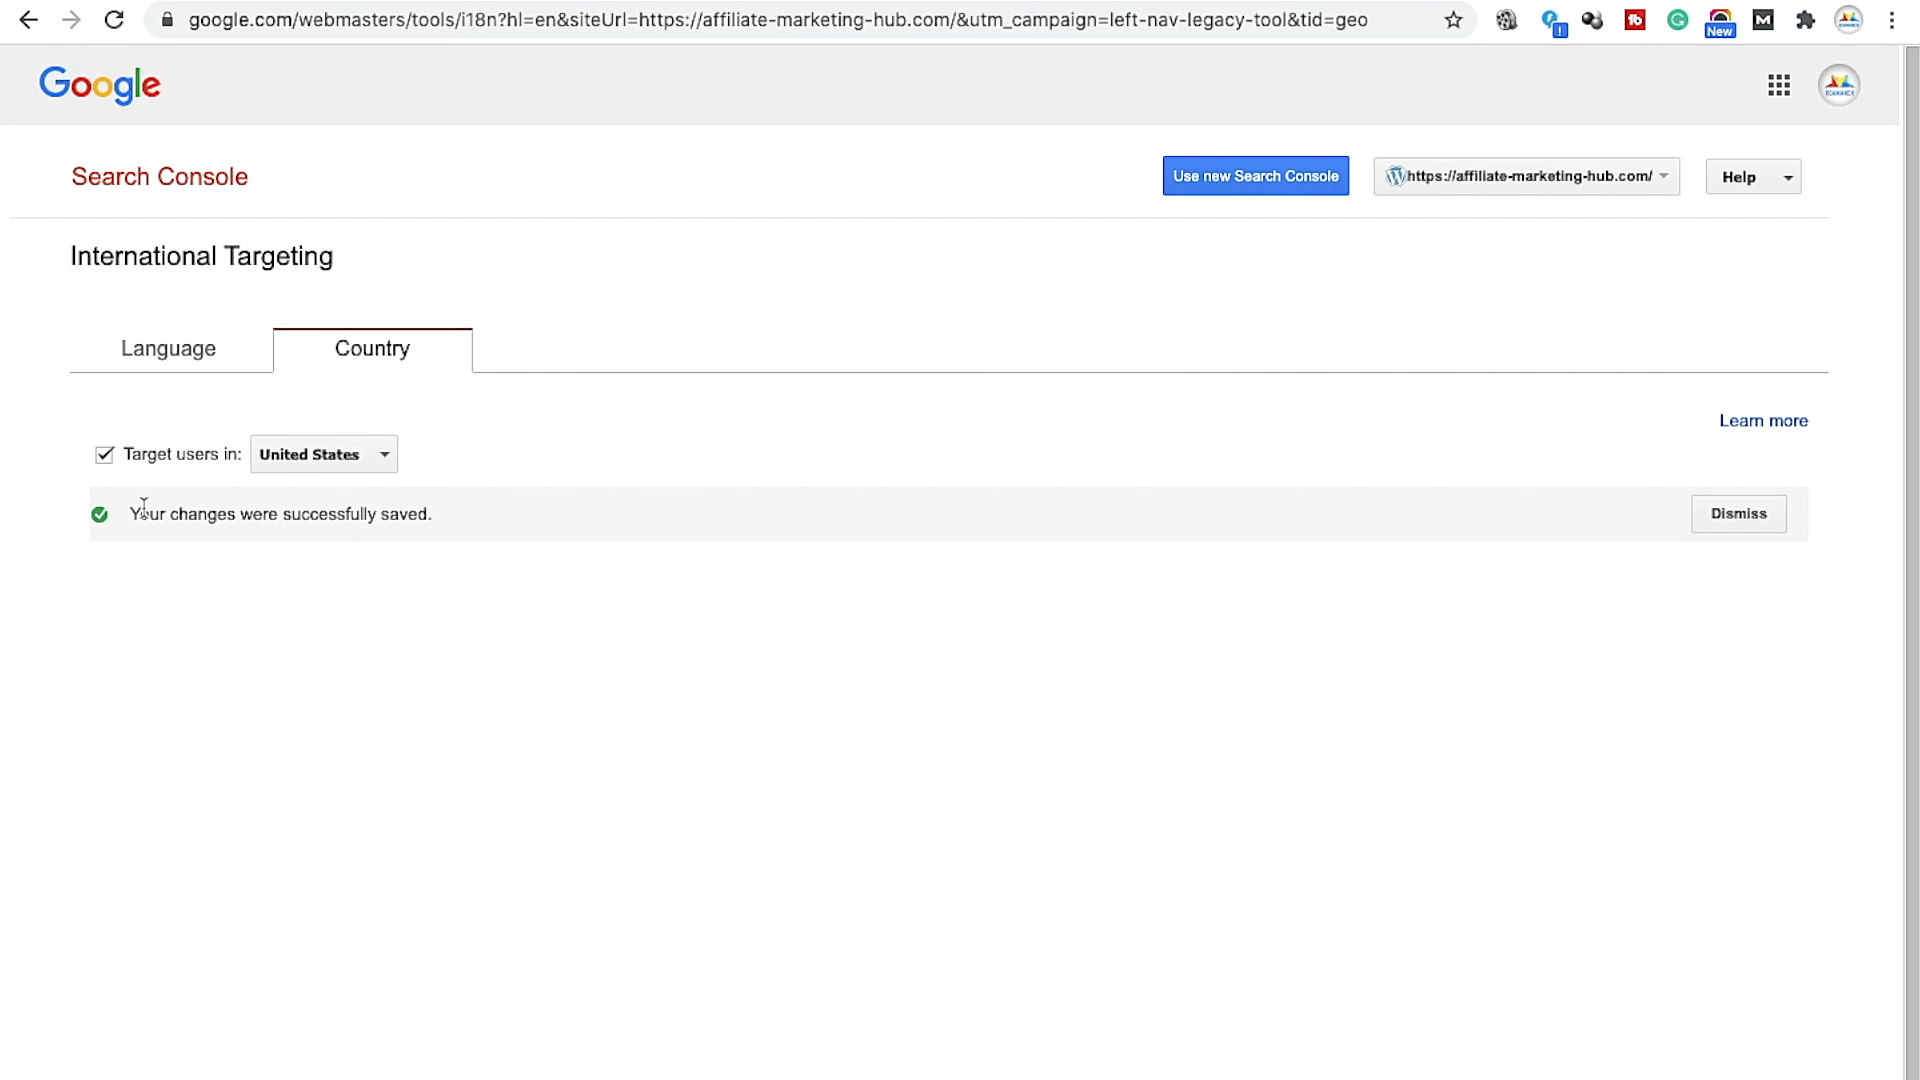 google.com/webmasters/tools/i18n?hl=en&siteUrl=https://affiliate-marketing-hub.com/&utm_campaign=left-nav-legacy-tool&tid=geo
New
Google
Search Console
Use new Search Console
https://affiliate-marketing-hub.com/
Help
International Targeting
Language
Country
Learn more
Target users in:
United States
Your changes were successfully saved.
Dismiss